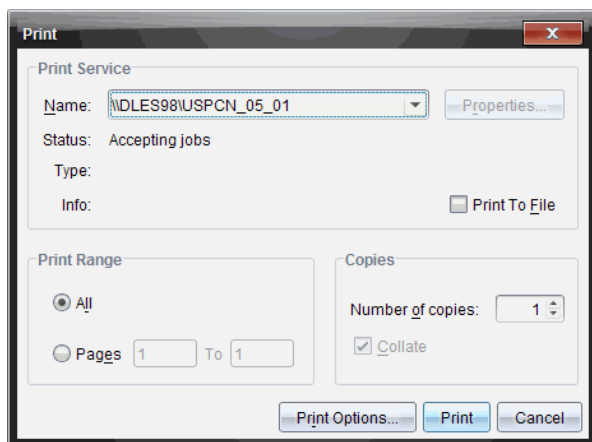 Print
x
Print Service
Name: \\DLES98\USPCN_05_01 Properties...
Status: Accepting jobs
Type:
Info: Print To File
Print Range
Copies
All
Number of copies: 1
Pages 1 To 1
Collate
Print Options... Print Cancel